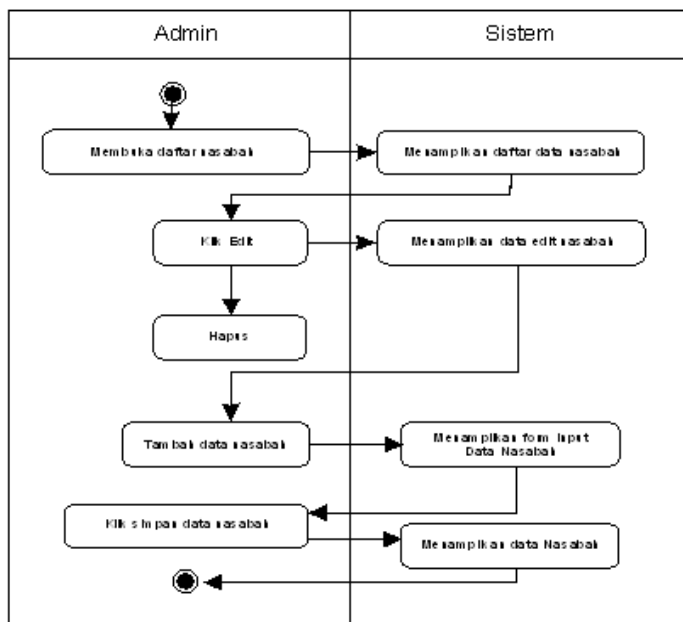 Admin
Sistem
Membuka daftar nasabah
Menampilkan daftar data nasabah
Klik Edit
Menampilkan data edit nasabah
Hapus
Tambah data nasabah
Menampilkan form Input
Data Nasabah
Klik simpan data nasabah
Menampilkan data Nasabah